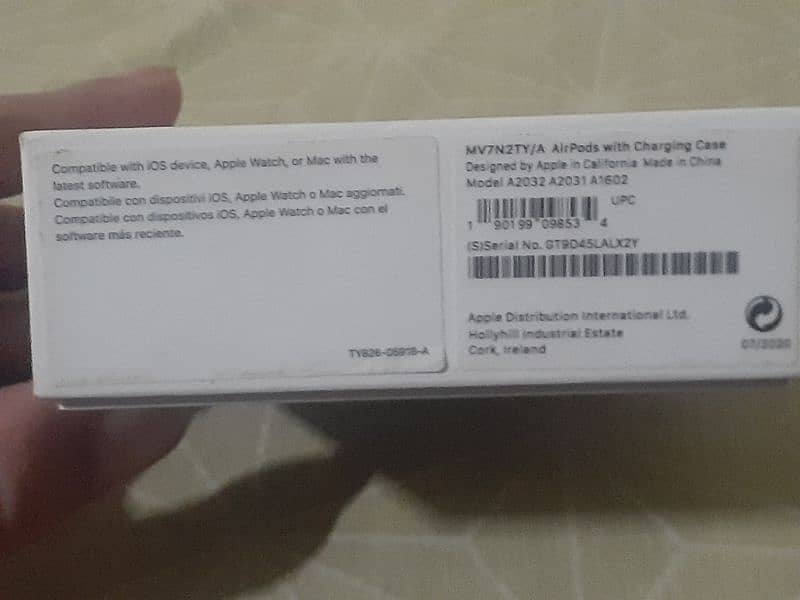 Compatible with iOS device, Apple Watch, or Mac with the
latest software.
Compatibile con dispositivi iOS, Apple Watch o Mac aggiornati.
Compatible con dispositivos iOS, Apple Watch o Mac con el
software más reciente.
TY826-05918-A
MV7N2TY/A AirPods with Charging Case
Designed by Apple in California Made in China
Model A2032 A2031 A1602
UPC
1 90199 09853 4
(S)Serial No. GT9D45LALX2Y
Apple Distribution International Ltd.
Hollyhill Industrial Estate
Cork, Ireland
07/2020